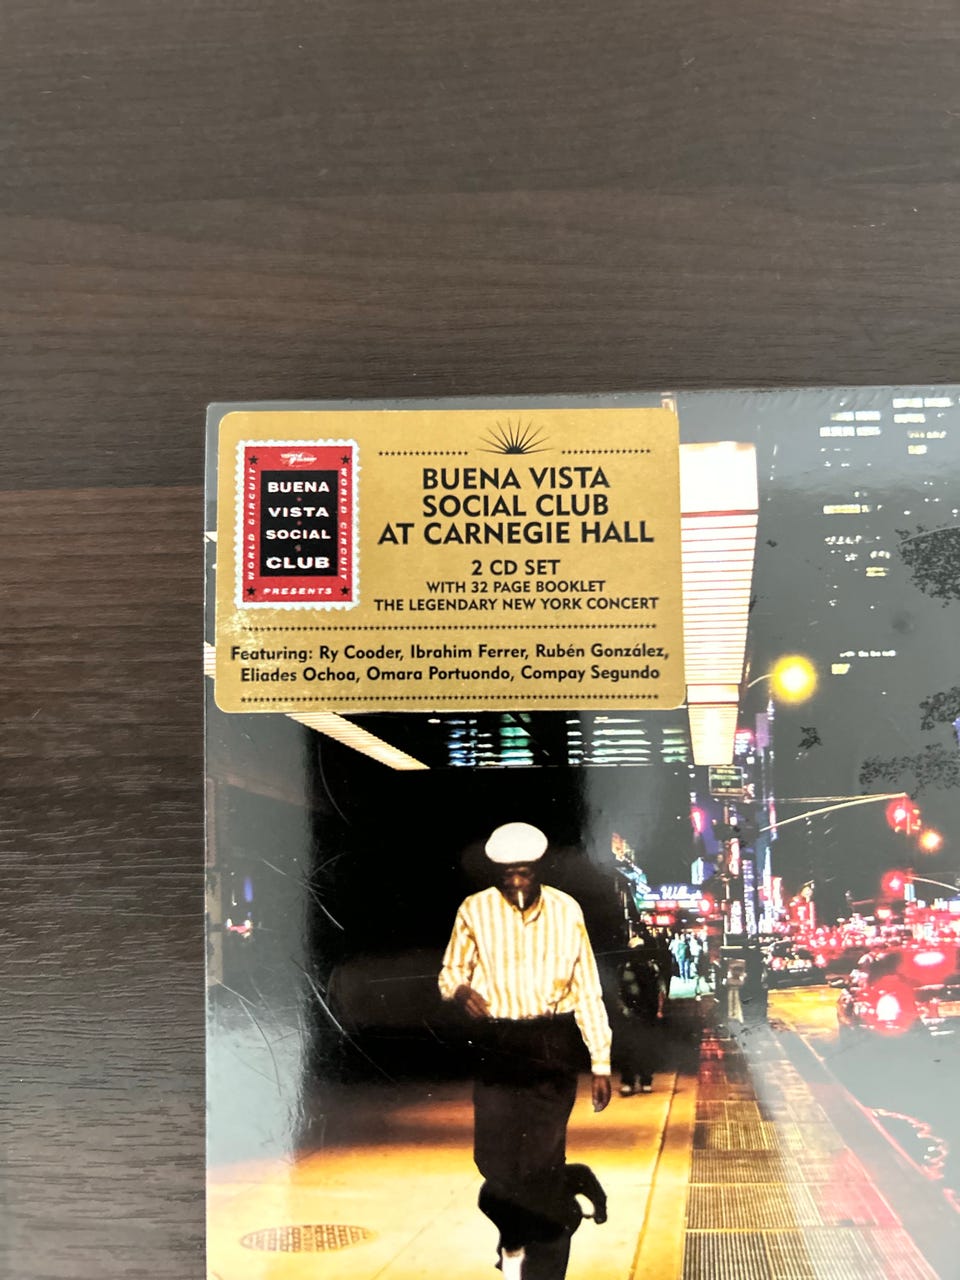 BUENA
VISTA
SOCIAL
CLUB
WORLD CIRCUIT
WORLD CIRCUIT
PRESENTS
BUENA VISTA
SOCIAL CLUB
AT CARNEGIE HALL
2 CD SET
WITH 32 PAGE BOOKLET
THE LEGENDARY NEW YORK CONCERT
Featuring: Ry Cooder, Ibrahim Ferrer, Rubén González,
Eliades Ochoa, Omara Portuondo, Compay Segundo